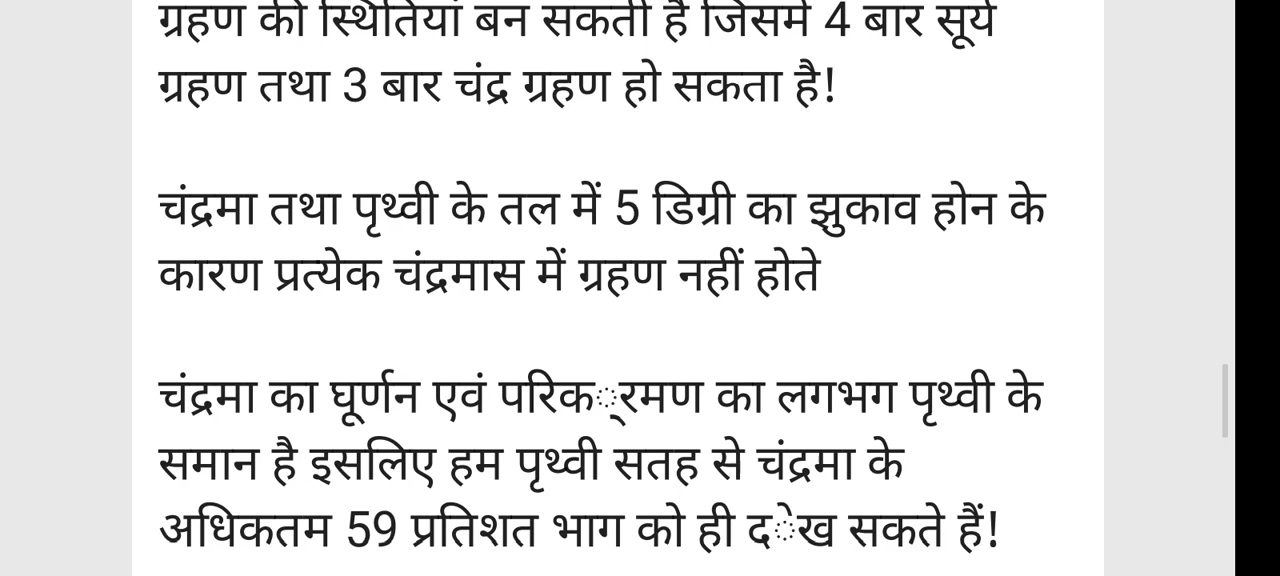 ग्रहण की स्थितियां बन सकती है जिसमें 4 बार सूर्य
ग्रहण तथा 3 बार चंद्र ग्रहण हो सकता है!
चंद्रमा तथा पृथ्वी के तल में 5 डिग्री का झुकाव होन के
कारण प्रत्येक चंद्रमास में ग्रहण नहीं होते
चंद्रमा का घूर्णन एवं परिक◌्रमण का लगभग पृथ्वी के
समान है इसलिए हम पृथ्वी सतह से चंद्रमा के
अधिकतम 59 प्रतिशत भाग को ही द◌ेख सकते हैं!